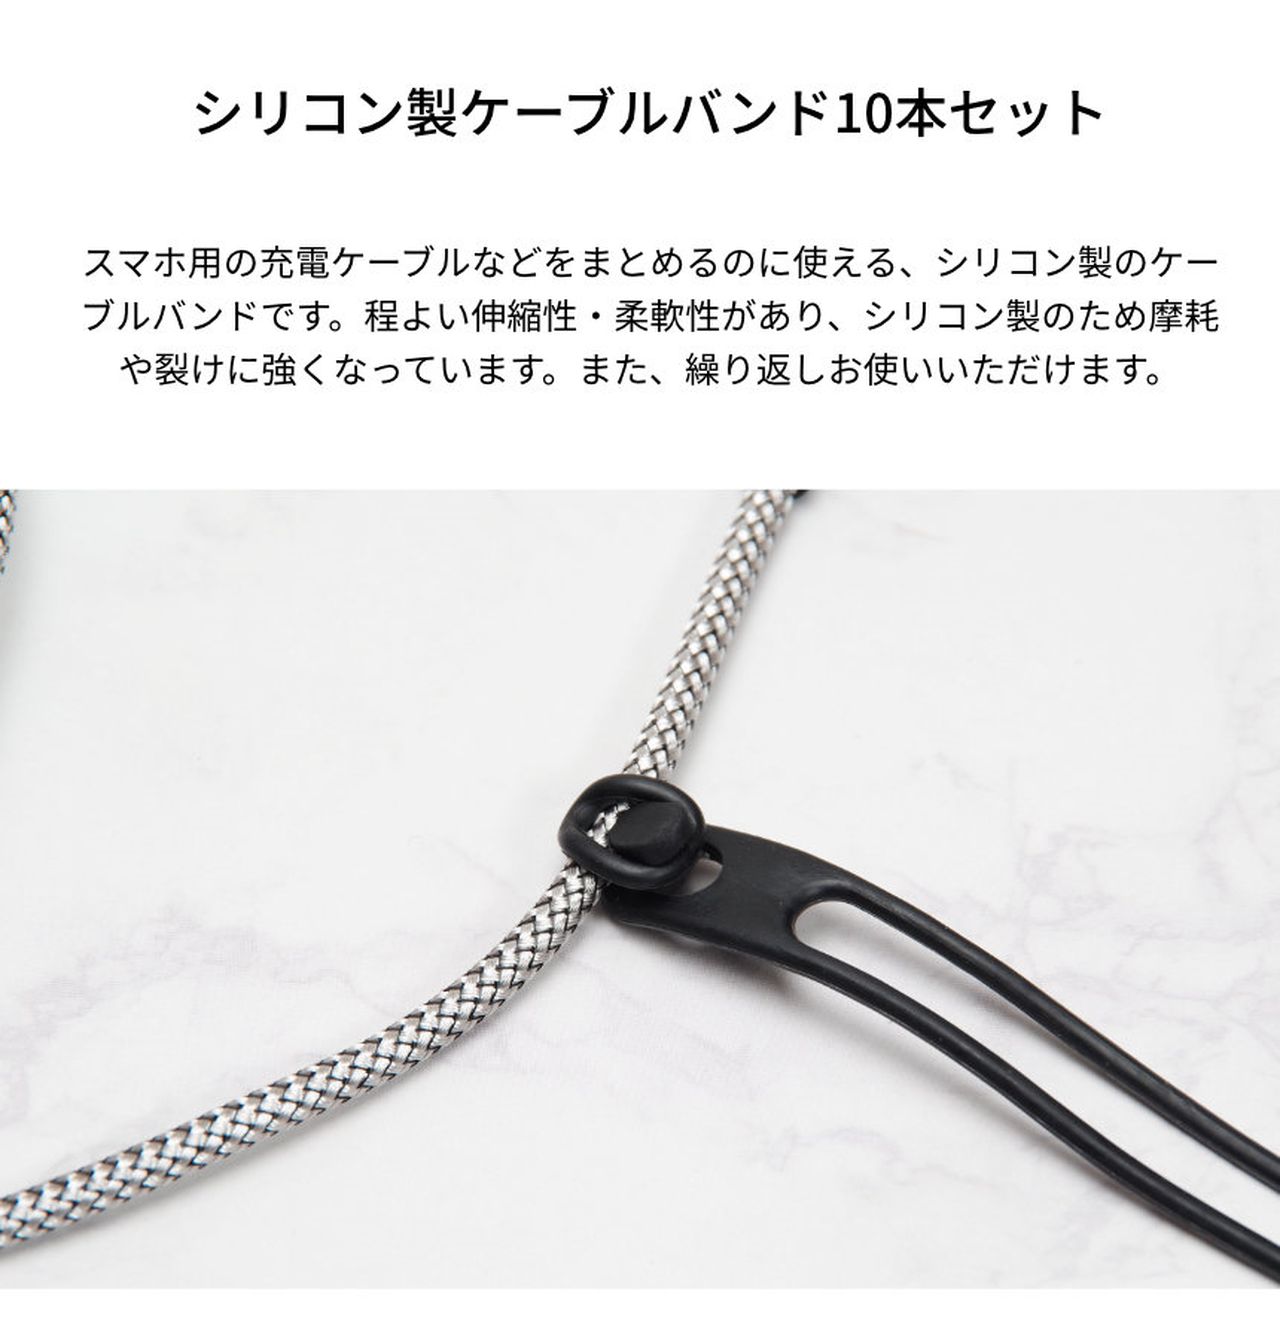 シリコン製ケーブルバンド10本セット
スマホ用の充電ケーブルなどをまとめるのに使える、シリコン製のケー
ブルバンドです。程よい伸縮性・柔軟性があり、シリコン製のため摩耗
や裂けに強くなっています。また、繰り返しお使いいただけます。